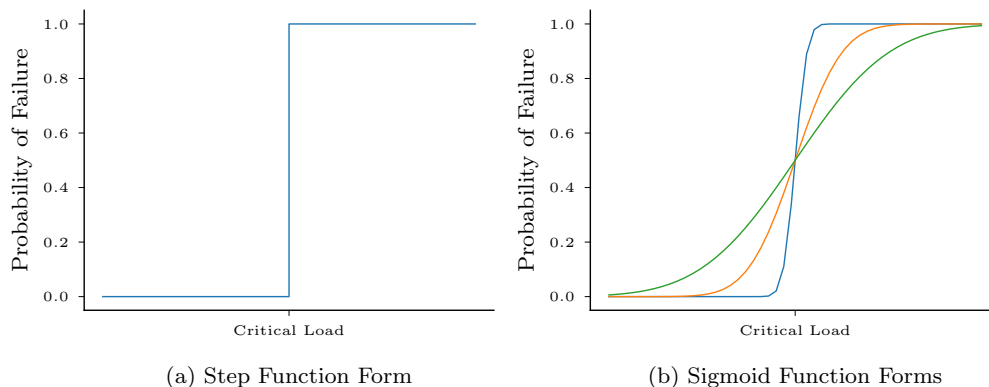 Probability of Failure
1.0
0.8
0.6
0.4
0.2
0.0
Critical Load
(a) Step Function Form
Probability of Failure
1.0
0.8
0.6
0.4
0.2
0.0
Critical Load
(b) Sigmoid Function Forms